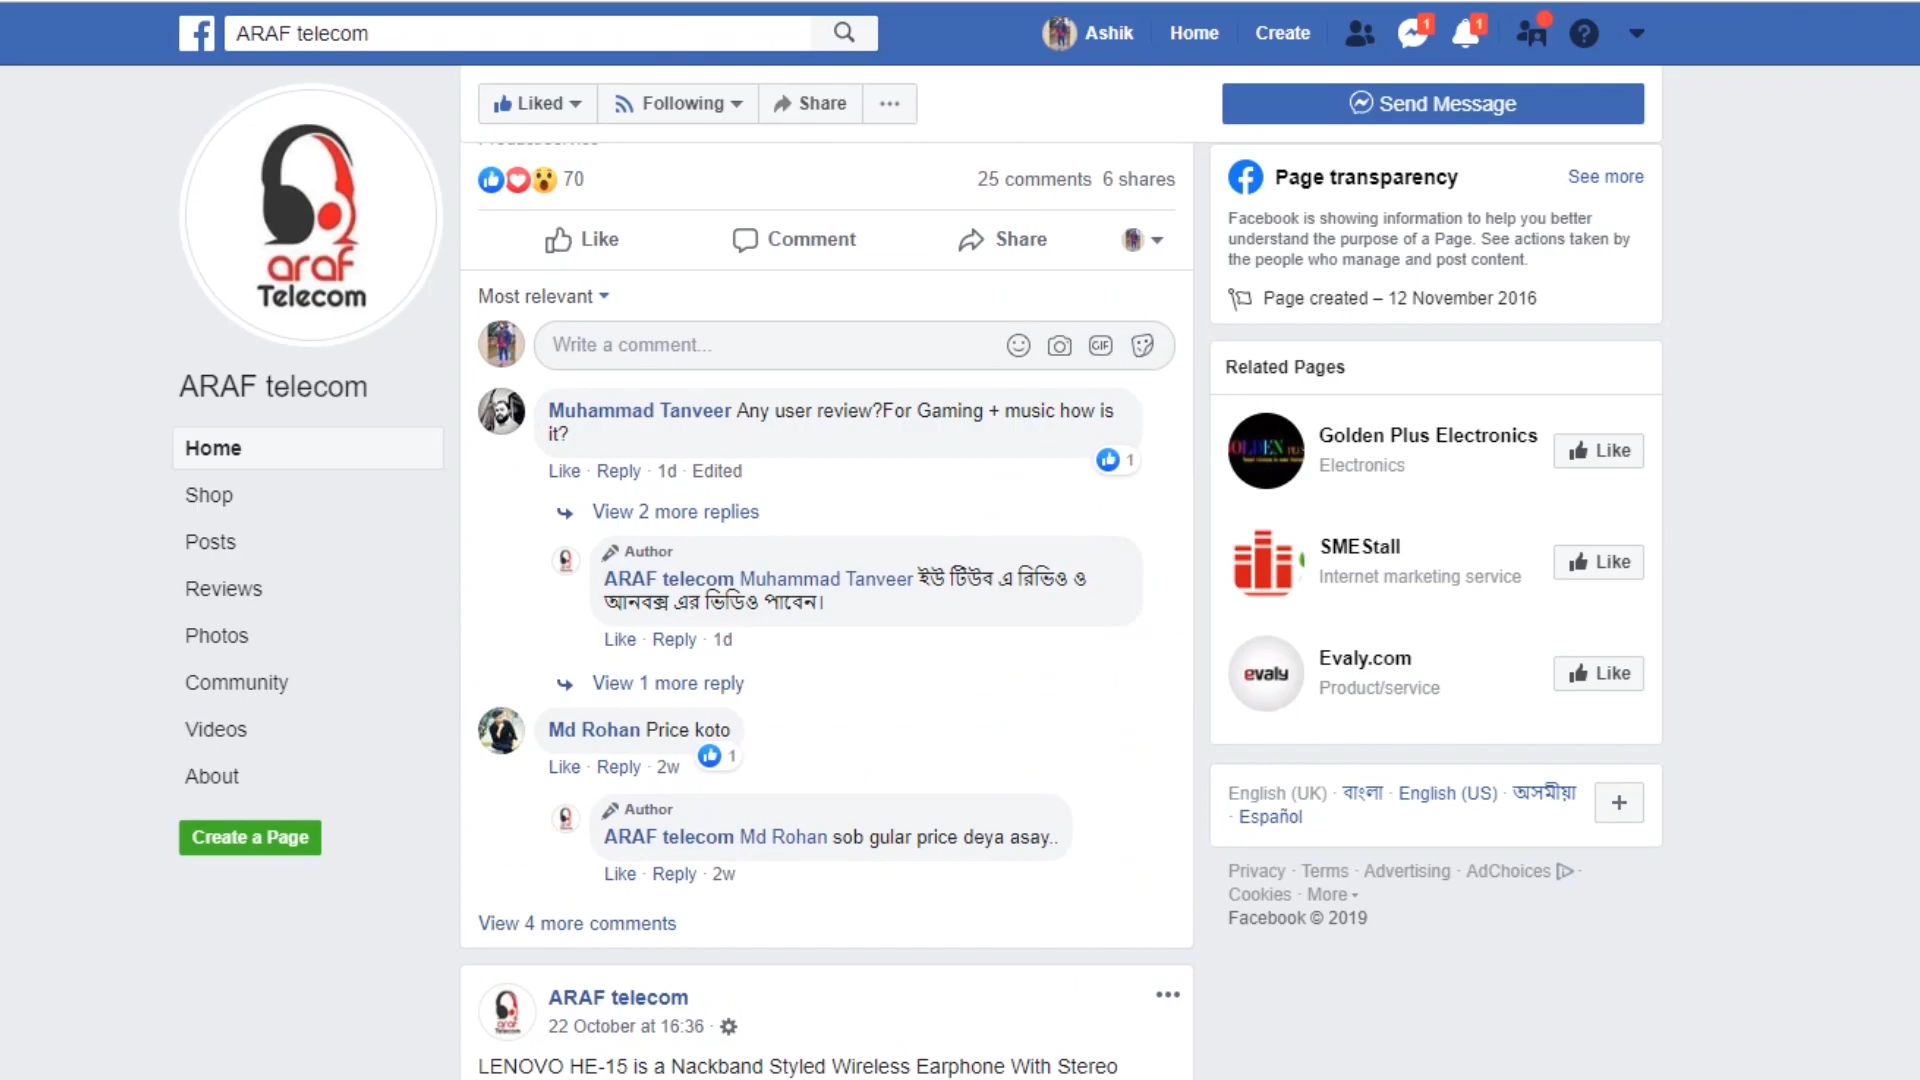 ARAF telecom
Ashik
Home
Create
1
1
araf
Telecom
ARAF telecom
Home
Shop
Posts
Reviews
Photos
Community
Videos
About
Create a Page
Liked
Following
Share
Send Message
70
25 comments 6 shares
Like
Comment
Share
Most relevant
Write a comment...
GIF
Muhammad Tanveer Any user review?For Gaming + music how is
it?
1
Like · Reply · 1d · Edited
View 2 more replies
Author
ARAF telecom Muhammad Tanveer ইউ টিউব এ রিভিও ও
আনবক্স এর ভিডিও পাবেন।
Like · Reply · 1d
View 1 more reply
Md Rohan Price koto
1
Like · Reply · 2w
Author
ARAF telecom Md Rohan sob gular price deya asay..
Like · Reply · 2w
View 4 more comments
ARAF telecom
22 October at 16:36 ·
LENOVO HE-15 is a Nackband Styled Wireless Earphone With Stereo
Page transparency
See more
Facebook is showing information to help you better
understand the purpose of a Page. See actions taken by
the people who manage and post content.
Page created – 12 November 2016
Related Pages
Golden Plus Electronics
Electronics
Like
SMEStall
Internet marketing service
Like
evaly
Evaly.com
Product/service
Like
English (UK) · বাংলা · English (US) · অসমীয়া
· Español
Privacy · Terms · Advertising · AdChoices ·
Cookies · More
Facebook © 2019